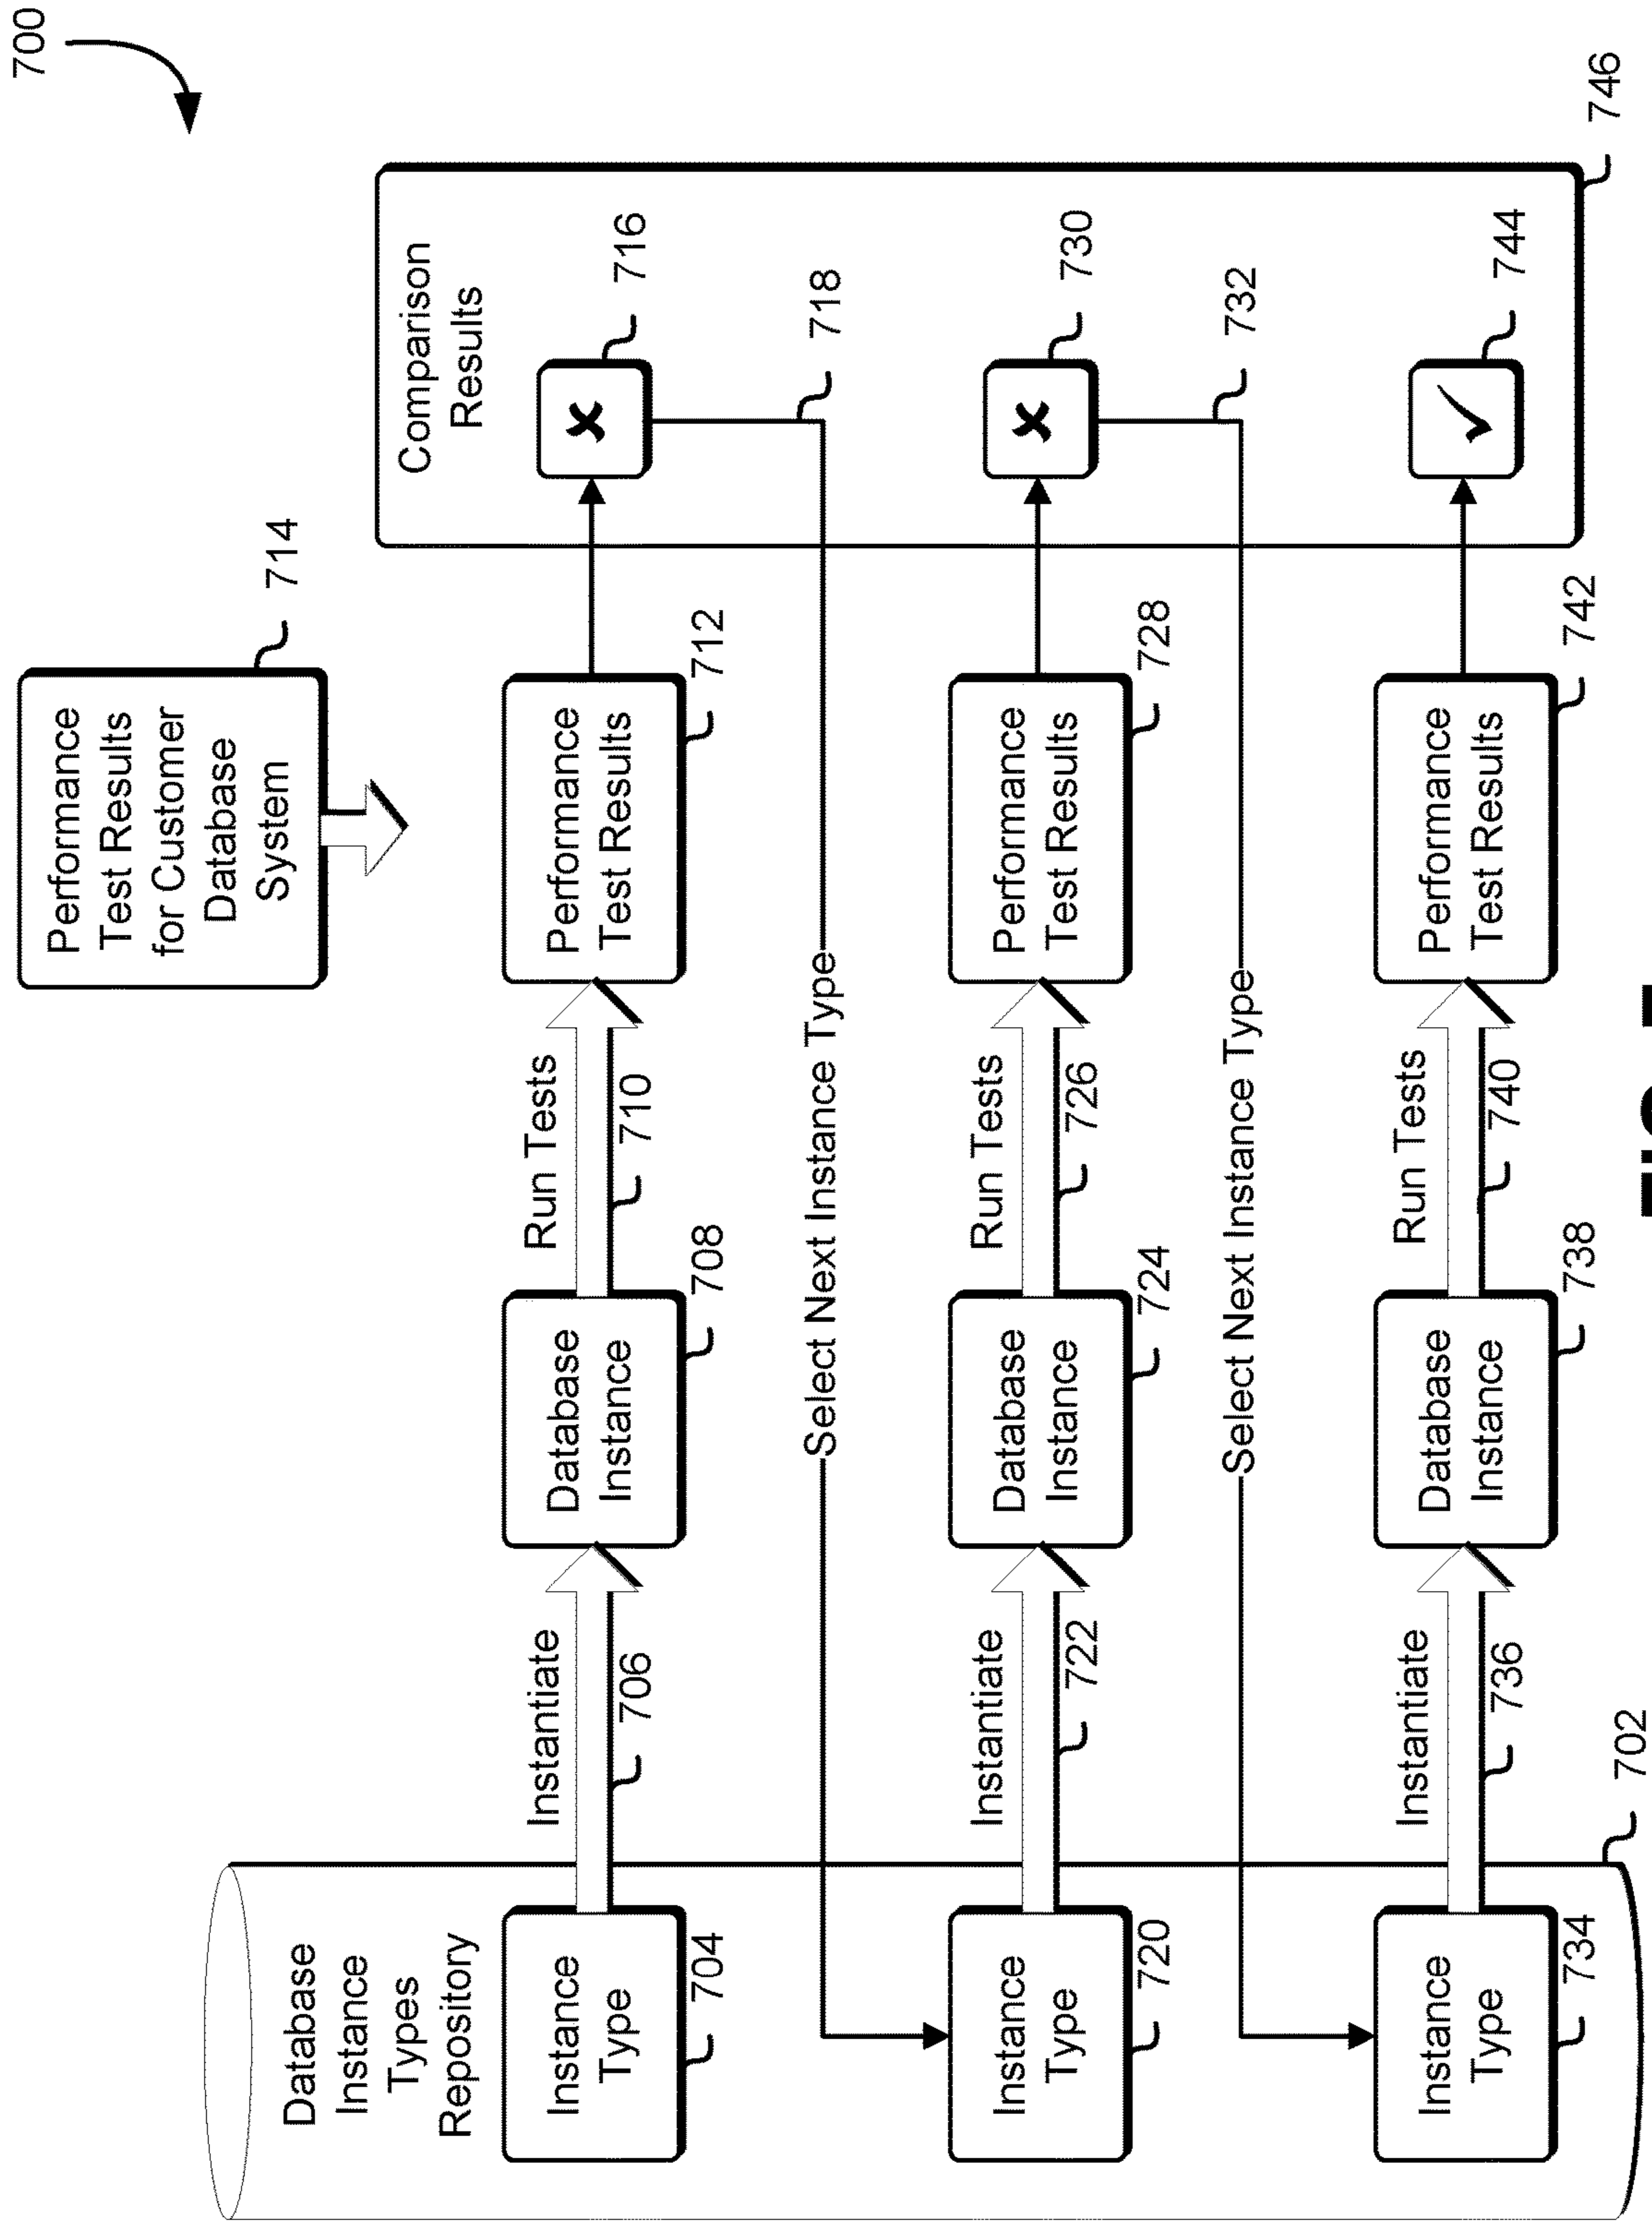 700
Performance
Test Results
for Customer
Database
System
714
Database
Instance
Types
Repository
Comparison
Results
Instance
Type
704
Instantiate
706
Database
Instance
708
Run Tests
710
Performance
Test Results
712
716
718
Select Next Instance Type
Instance
Type
720
Instantiate
722
Database
Instance
724
Run Tests
726
Performance
Test Results
728
730
732
Select Next Instance Type
Instance
Type
734
Instantiate
736
Database
Instance
738
Run Tests
740
Performance
Test Results
742
744
746
702